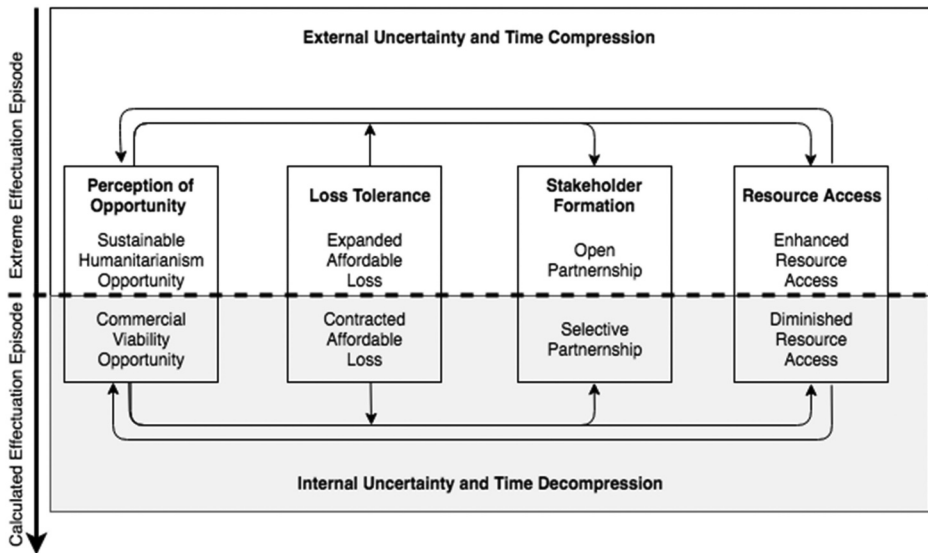 External Uncertainty and Time Compression
Extreme Effectuation Episode
Perception of
Opportunity
Sustainable
Humanitarianism
Opportunity
Loss Tolerance
Expanded
Affordable
Loss
Stakeholder
Formation
Open
Partnernship
Resource Access
Enhanced
Resource
Access
Calculated Effectuation Episode
Commercial
Viability
Opportunity
Contracted
Affordable
Loss
Selective
Partnernship
Diminished
Resource
Access
Internal Uncertainty and Time Decompression